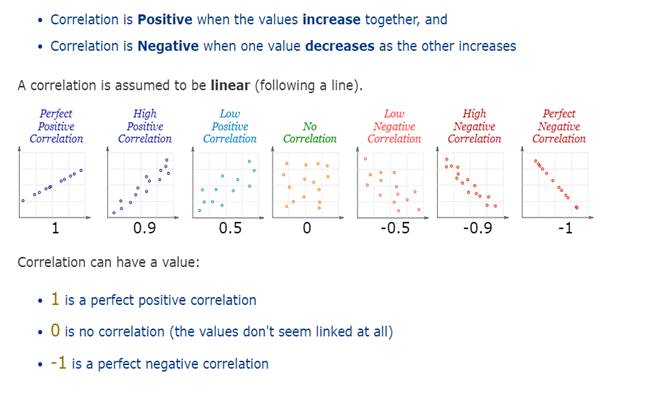 • Correlation is Positive when the values increase together, and
• Correlation is Negative when one value decreases as the other increases
A correlation is assumed to be linear (following a line).
Perfect Positive Correlation
High Positive Correlation
Low Positive Correlation
No Correlation
Low Negative Correlation
High Negative Correlation
Perfect Negative Correlation
1 0.9 0.5 0 -0.5 -0.9 -1
Correlation can have a value:
• 1 is a perfect positive correlation
• 0 is no correlation (the values don't seem linked at all)
• -1 is a perfect negative correlation